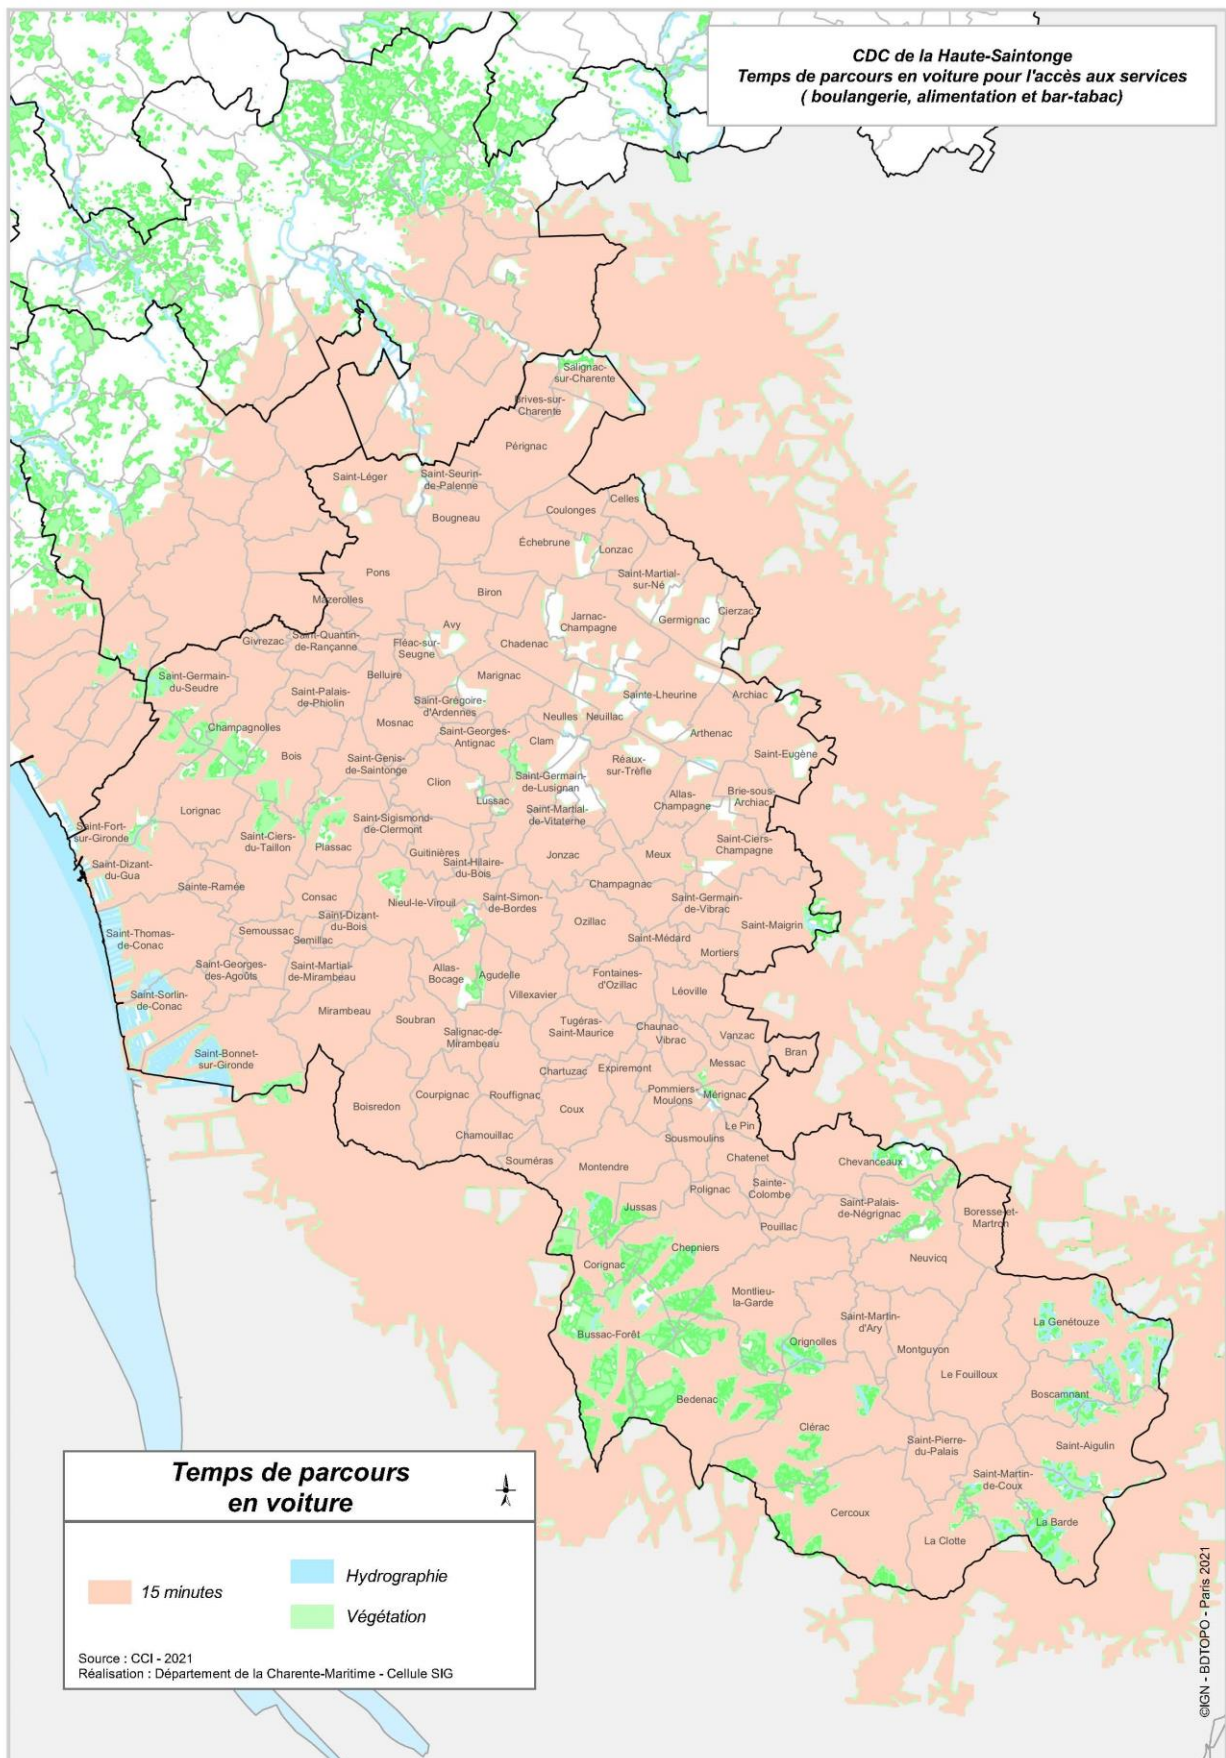 CDC de la Haute-Saintonge
Temps de parcours en voiture pour l'accès aux services
( boulangerie, alimentation et bar-tabac)
Salignac-
sur-Charente
Brives-sur-
Charente
Pérignac
Saint-Léger
Saint-Seurin-
de-Palenne
Celles
Coulonges
Bougneau
Échebrune
Lonzac
Pons
Saint-Martial-
sur-Né
Biron
Mazerolles
Cierzac
Jarnac-
Champagne
Germignac
Avy
Givrezac
Saint-Quantin-
de-Rançanne
Fléac-sur-
Seugne
Chadenac
Saint-Germain-
du-Seudre
Belluire
Marignac
Saint-Palais-
de-Phiolin
Saint-Grégoire-
d'Ardennes
Sainte-Lheurine
Archiac
Champagnolles
Mosnac
Neulles
Neuillac
Saint-Georges-
Antignac
Clam
Arthenac
Bois
Saint-Genis-
de-Saintonge
Réaux-
sur-Trèfle
Saint-Eugène
Clion
Saint-Germain-
de-Lusignan
Lussac
Allas-
Champagne
Brie-sous-
Archiac
Lorignac
Saint-Martial-
de-Vitaterne
Saint-Fort-
sur-Gironde
Saint-Ciers-
du-Taillon
Plassac
Saint-Sigismond-
de-Clermont
Saint-Ciers-
Champagne
Guitinières
Saint-Hilaire-
du-Bois
Jonzac
Meux
Saint-Dizant-
du-Gua
Sainte-Ramée
Consac
Champagnac
Nieul-le-Virouil
Saint-Simon-
de-Bordes
Saint-Germain-
de-Vibrac
Saint-Dizant-
du-Bois
Ozillac
Saint-Maigrin
Saint-Thomas-
de-Conac
Semoussac
Semillac
Saint-Médard
Mortiers
Saint-Georges-
des-Agoûts
Saint-Martial-
de-Mirambeau
Allas-
Bocage
Agudelle
Fontaines-
d'Ozillac
Saint-Sorlin-
de-Conac
Villexavier
Léoville
Mirambeau
Soubran
Salignac-de-
Mirambeau
Tugéras-
Saint-Maurice
Chaunac
Vibrac
Vanzac
Saint-Bonnet-
sur-Gironde
Bran
Messac
Chartuzac
Expiremont
Boisredon
Courpignac
Rouffignac
Pommiers-
Moulons
Mérignac
Coux
Le Pin
Chamouillac
Sousmoulins
Souméras
Montendre
Chatenet
Chevanceaux
Polignac
Sainte-
Colombe
Jussas
Saint-Palais-
de-Négrignac
Boresse-et-
Martron
Pouillac
Chepniers
Neuvicq
Corignac
Montlieu-
la-Garde
Saint-Martin-
d'Ary
La Genétouze
Bussac-Forêt
Orignolles
Montguyon
Le Fouilloux
Bedenac
Boscamnant
Clérac
Saint-Pierre-
du-Palais
Saint-Aigulin
Saint-Martin-
de-Coux
Cercoux
La Barde
La Clotte
Temps de parcours
en voiture
15 minutes
Hydrographie
Végétation
Source : CCI - 2021
Réalisation : Département de la Charente-Maritime - Cellule SIG
©IGN - BDTOPO - Paris 2021